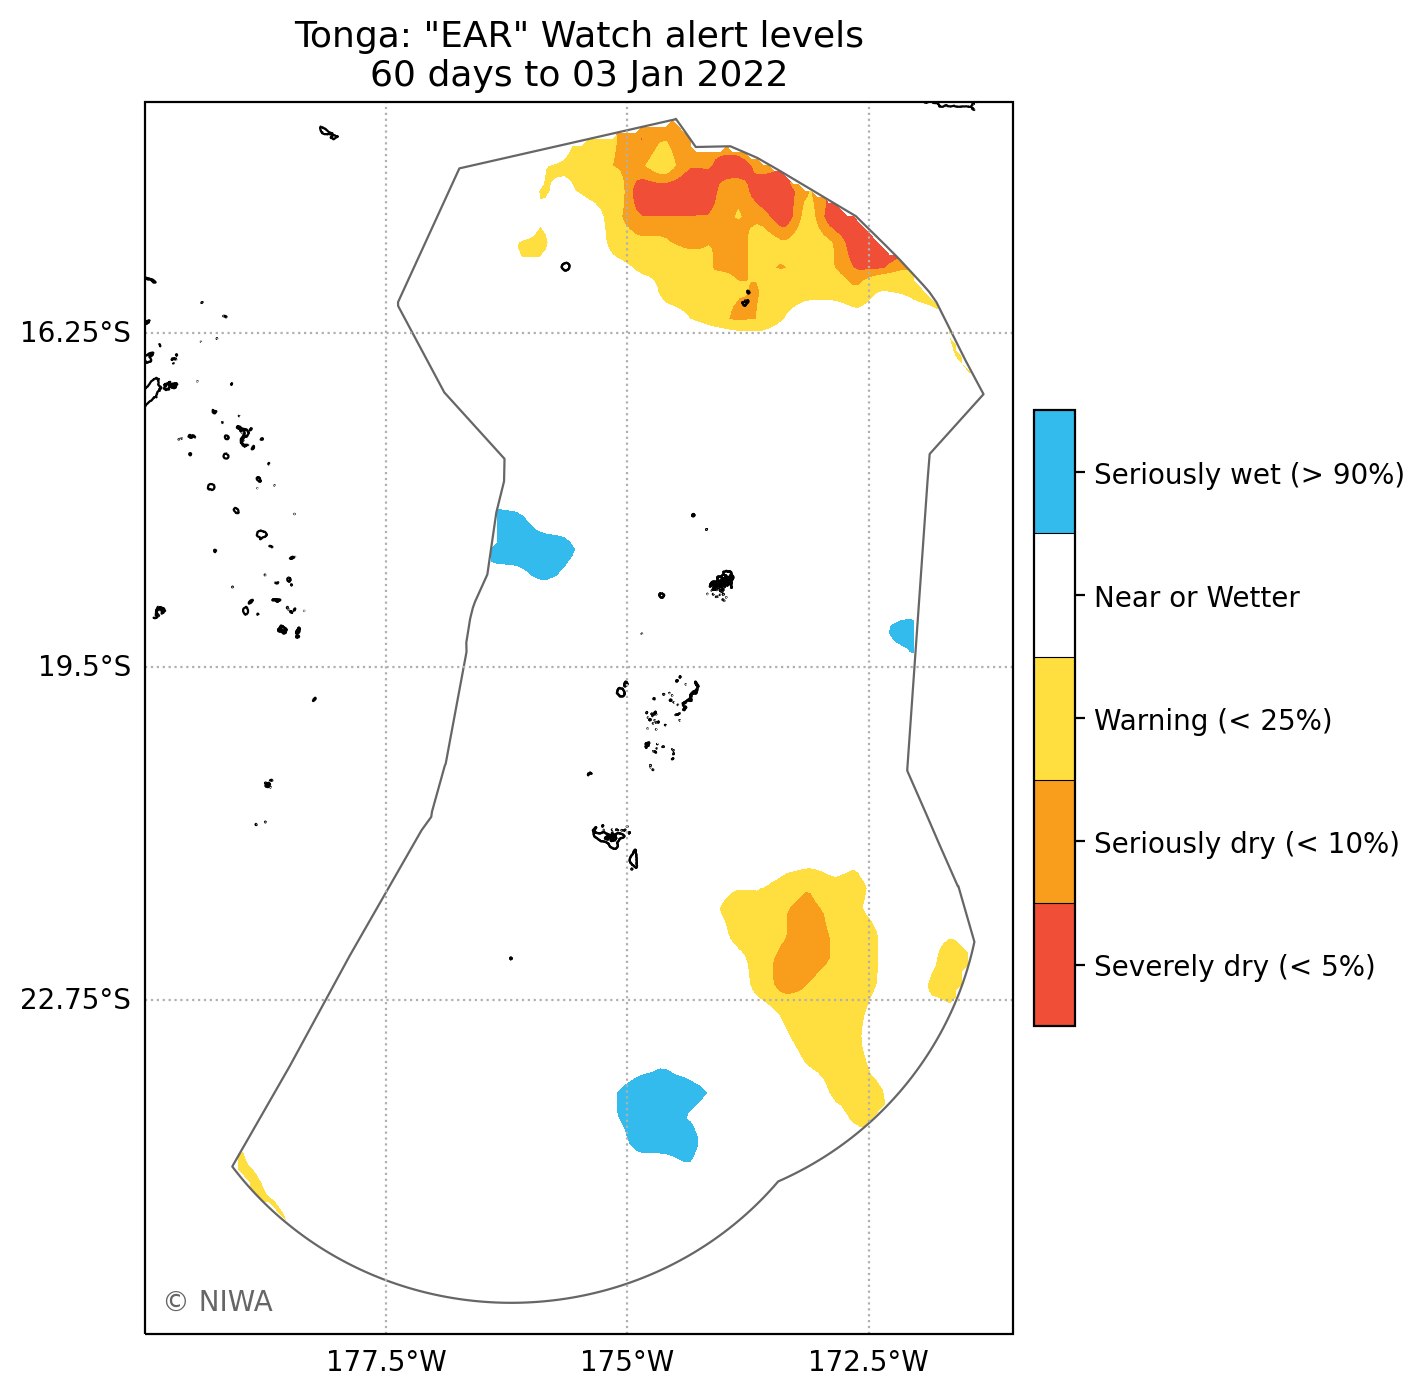 Tonga: "EAR" Watch alert levels
60 days to 03 Jan 2022
16.25°S
19.5°S
22.75°S
177.5°W
175°W
172.5°W
Seriously wet (> 90%)
Near or Wetter
Warning (< 25%)
Seriously dry (< 10%)
Severely dry (< 5%)
© NIWA